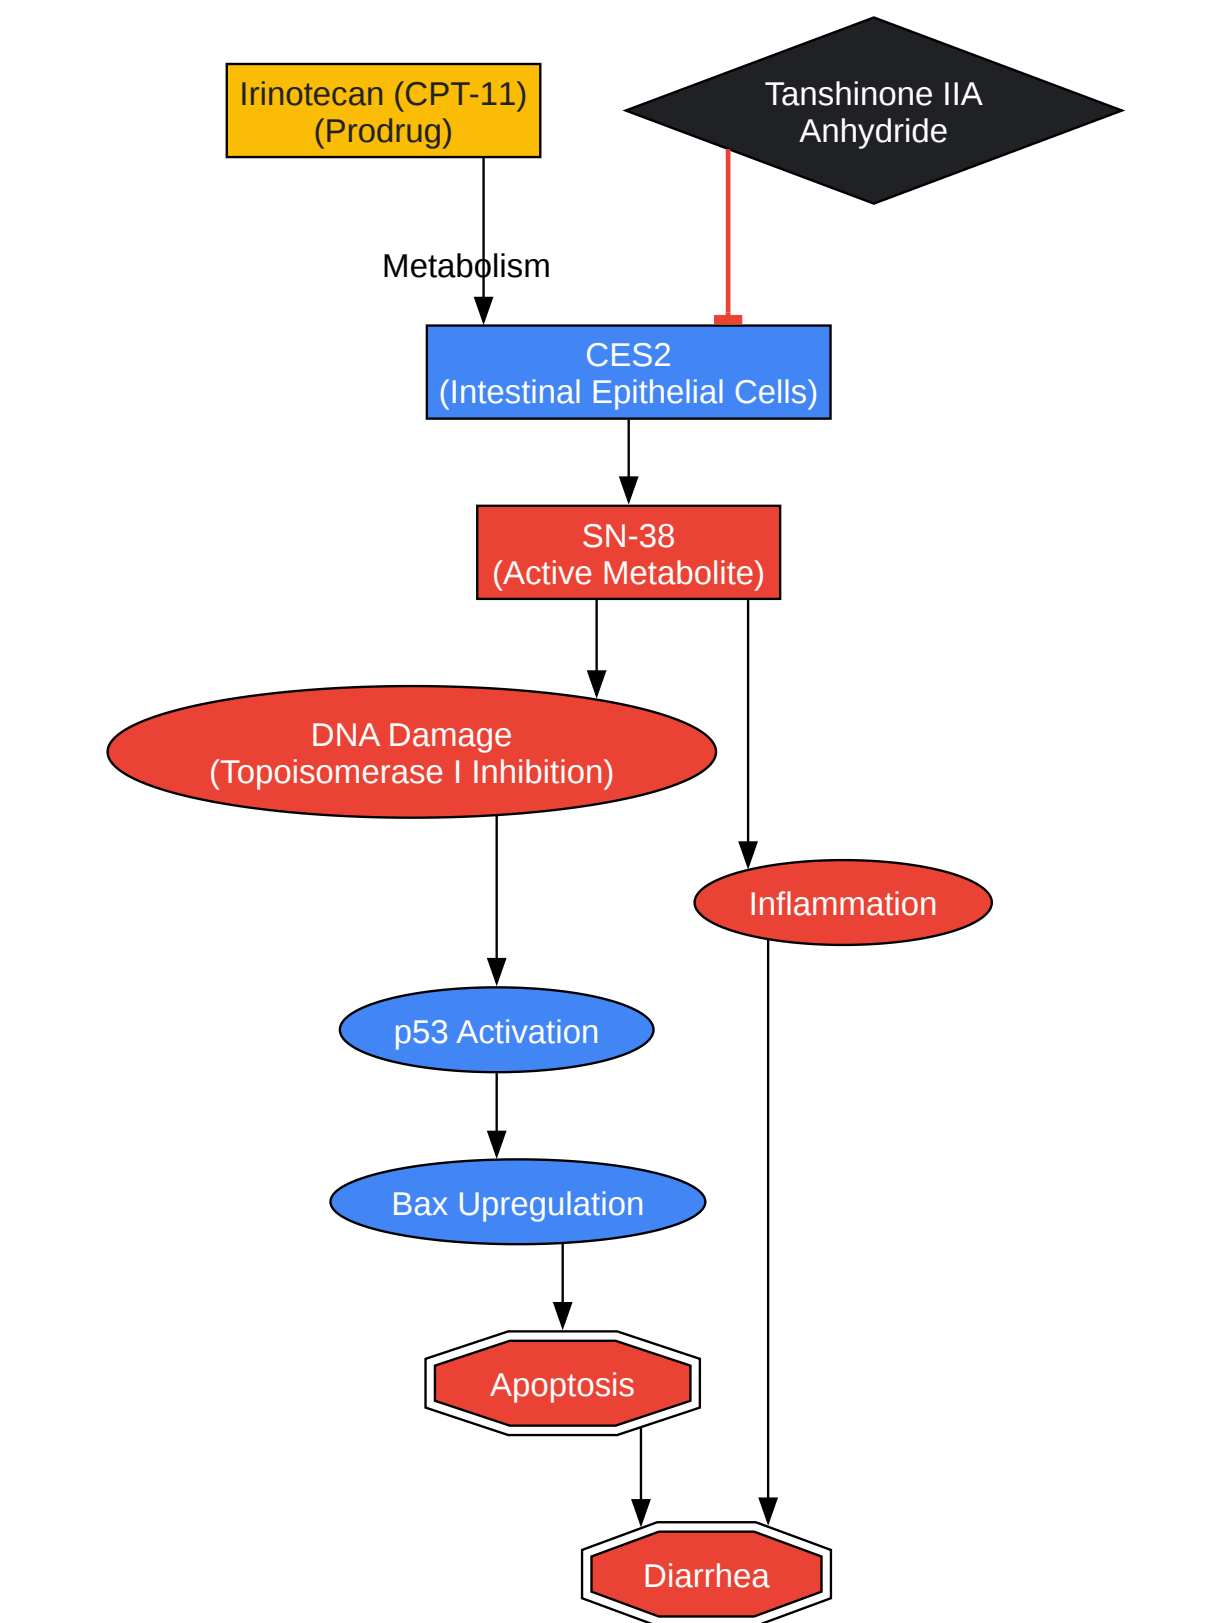 Irinotecan (CPT-11)
(Prodrug)
Tanshinone IIA
Anhydride
Metabolism
CES2
(Intestinal Epithelial Cells)
SN-38
(Active Metabolite)
DNA Damage
(Topoisomerase I Inhibition)
Inflammation
p53 Activation
Bax Upregulation
Apoptosis
Diarrhea